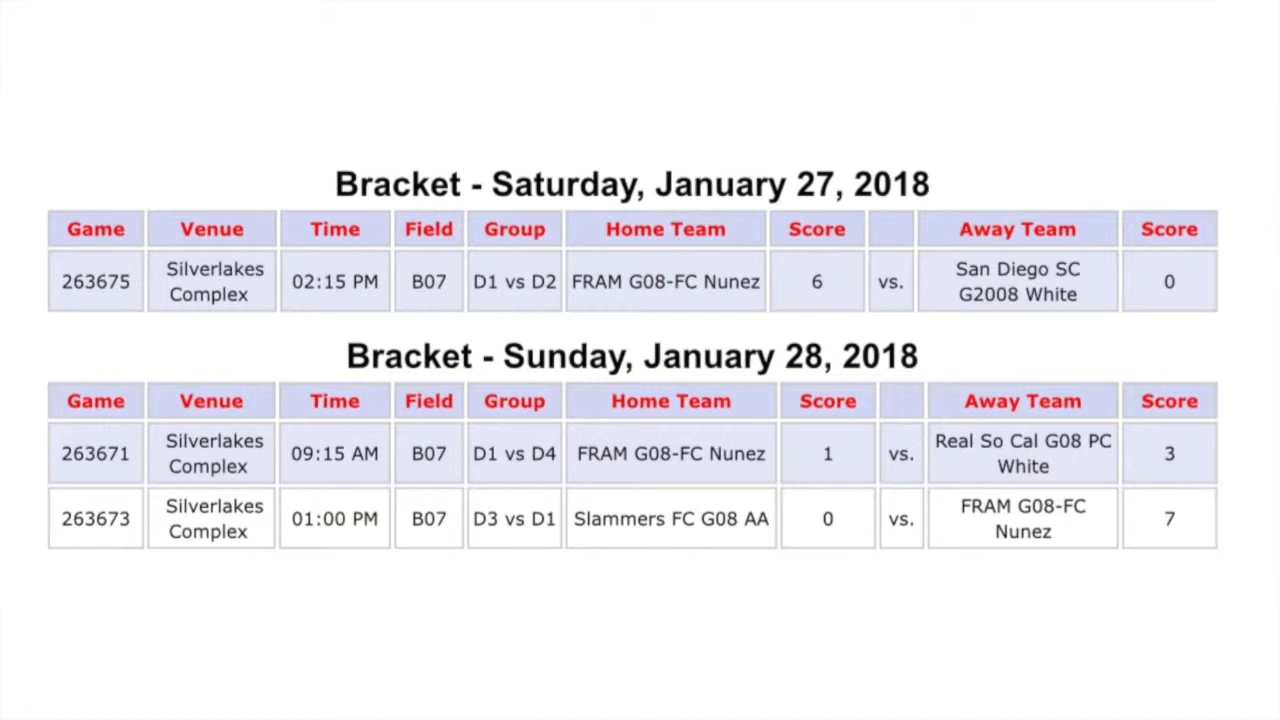 Bracket - Saturday, January 27, 2018
Game Venue Time Field Group Home Team Score Away Team Score
263675 Silverlakes Complex 02:15 PM B07 D1 vs D2 FRAM G08-FC Nunez 6 vs. San Diego SC G2008 White 0
Bracket - Sunday, January 28, 2018
Game Venue Time Field Group Home Team Score Away Team Score
263671 Silverlakes Complex 09:15 AM B07 D1 vs D4 FRAM G08-FC Nunez 1 vs. Real So Cal G08 PC White 3
263673 Silverlakes Complex 01:00 PM B07 D3 vs D1 Slammers FC G08 AA 0 vs. FRAM G08-FC Nunez 7